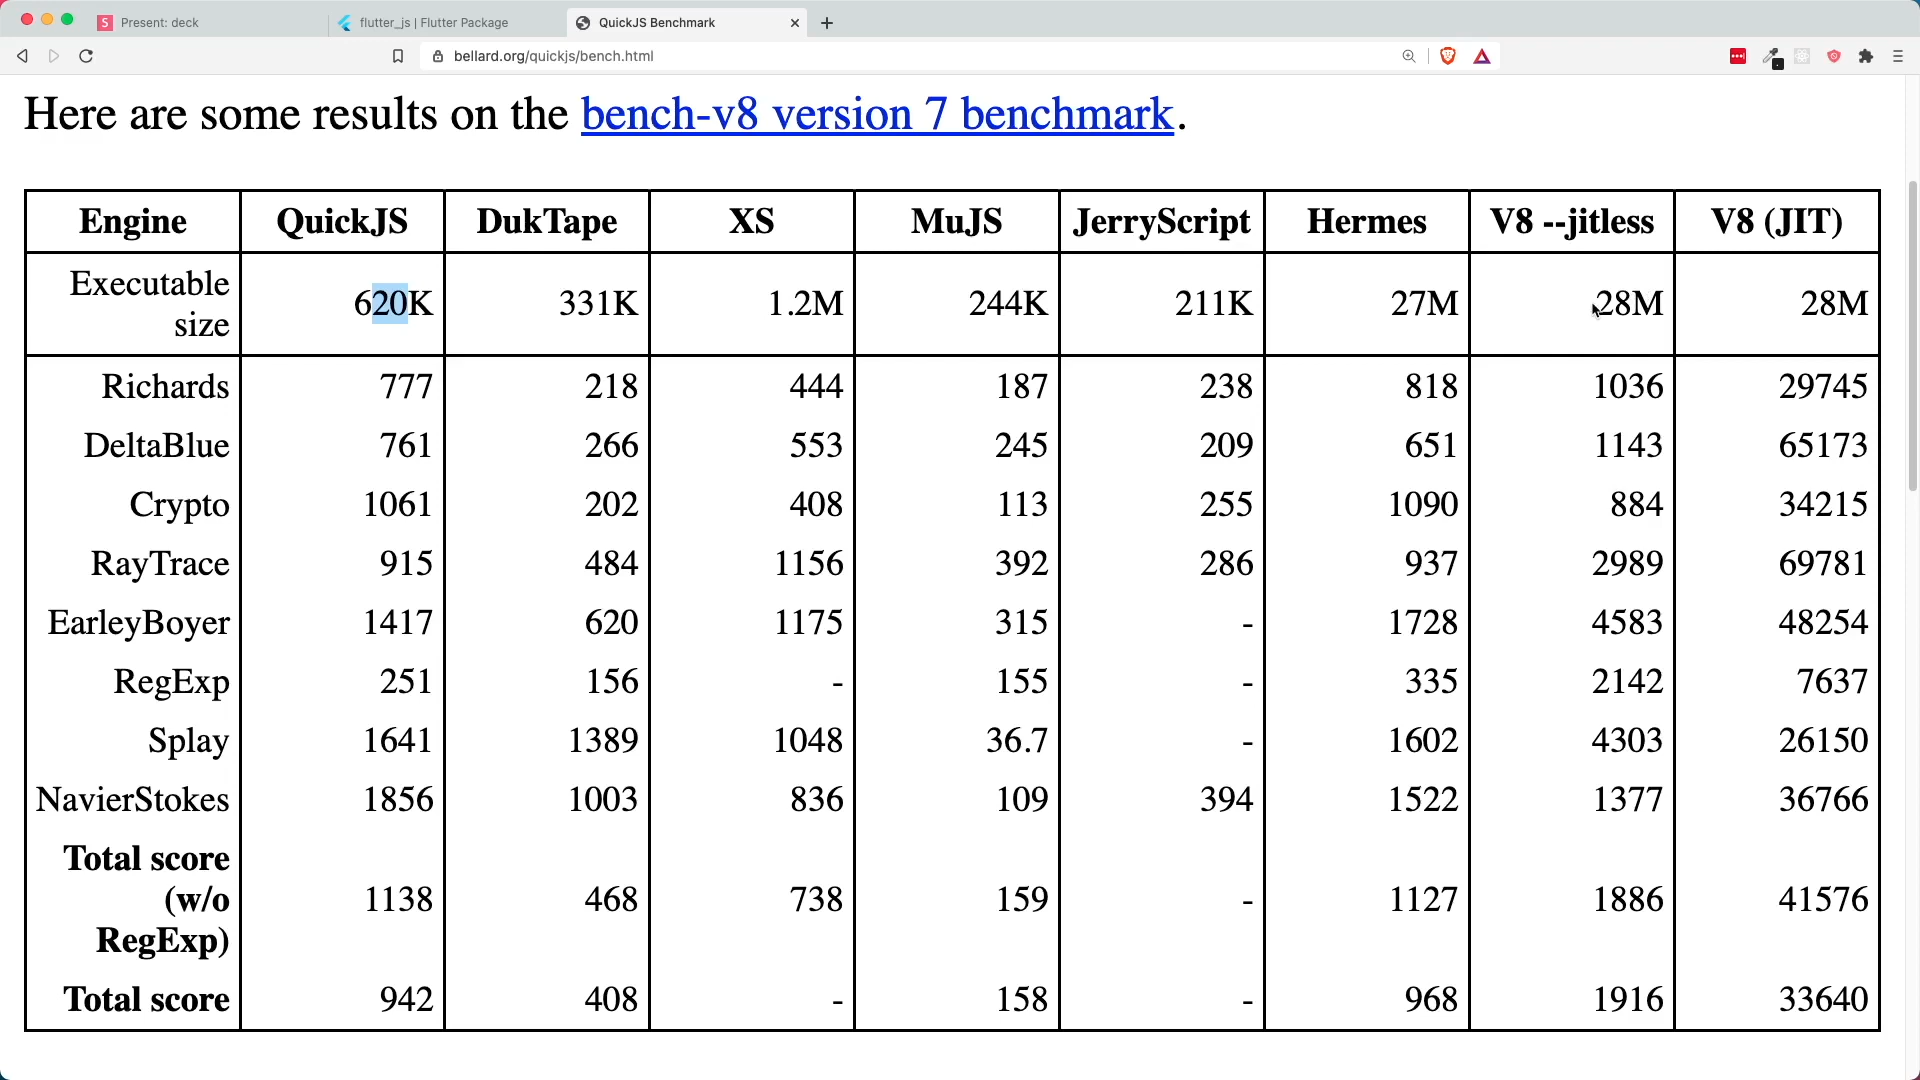 Present: deck
flutter_js | Flutter Package
QuickJS Benchmark
bellard.org/quickjs/bench.html
Here are some results on the bench-v8 version 7 benchmark.
Engine QuickJS DukTape XS MuJS JerryScript Hermes V8 --jitless V8 (JIT)
Executable
size 620K 331K 1.2M 244K 211K 27M 28M 28M
Richards 777 218 444 187 238 818 1036 29745
DeltaBlue 761 266 553 245 209 651 1143 65173
Crypto 1061 202 408 113 255 1090 884 34215
RayTrace 915 484 1156 392 286 937 2989 69781
EarleyBoyer 1417 620 1175 315 - 1728 4583 48254
RegExp 251 156 - 155 - 335 2142 7637
Splay 1641 1389 1048 36.7 - 1602 4303 26150
NavierStokes 1856 1003 836 109 394 1522 1377 36766
Total score
(w/o 1138 468 738 159 - 1127 1886 41576
RegExp)
Total score 942 408 - 158 - 968 1916 33640